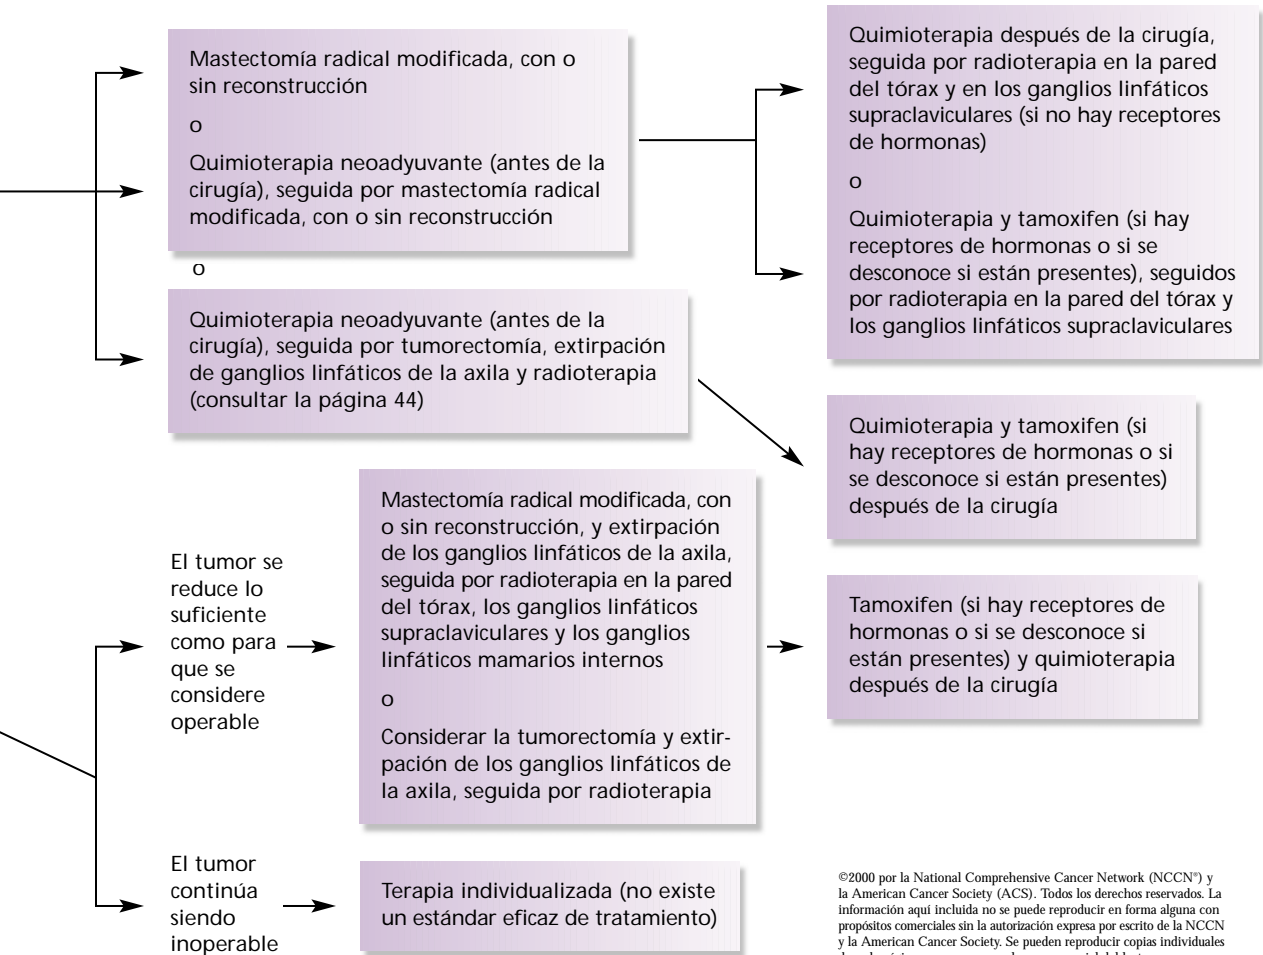 Mastectomía radical modificada, con o
sin reconstrucción
o
Quimioterapia neoadyuvante (antes de la
cirugía), seguida por mastectomía radical
modificada, con o sin reconstrucción
o
Quimioterapia neoadyuvante (antes de la
cirugía), seguida por tumorectomía, extirpación
de ganglios linfáticos de la axila y radioterapia
(consultar la página 44)
Quimioterapia después de la cirugía,
seguida por radioterapia en la pared
del tórax y en los ganglios linfáticos
supraclaviculares (si no hay receptores
de hormonas)
o
Quimioterapia y tamoxifen (si hay
receptores de hormonas o si se
desconoce si están presentes), seguidos
por radioterapia en la pared del tórax y
los ganglios linfáticos supraclaviculares
Quimioterapia y tamoxifen (si
hay receptores de hormonas o si
se desconoce si están presentes)
después de la cirugía
El tumor se
reduce lo
suficiente
como para
que se
considere
operable
Mastectomía radical modificada, con
o sin reconstrucción, y extirpación
de los ganglios linfáticos de la axila,
seguida por radioterapia en la pared
del tórax, los ganglios linfáticos
supraclaviculares y los ganglios
linfáticos mamarios internos
o
Considerar la tumorectomía y extir-
pación de los ganglios linfáticos de
la axila, seguida por radioterapia
Tamoxifen (si hay receptores de
hormonas o si se desconoce si
están presentes) y quimioterapia
después de la cirugía
El tumor
continúa
siendo
inoperable
Terapia individualizada (no existe
un estándar eficaz de tratamiento)
©2000 por la National Comprehensive Cancer Network (NCCN®) y
la American Cancer Society (ACS). Todos los derechos reservados. La
información aquí incluida no se puede reproducir en forma alguna con
propósitos comerciales sin la autorización expresa por escrito de la NCCN
y la American Cancer Society. Se pueden reproducir copias individuales